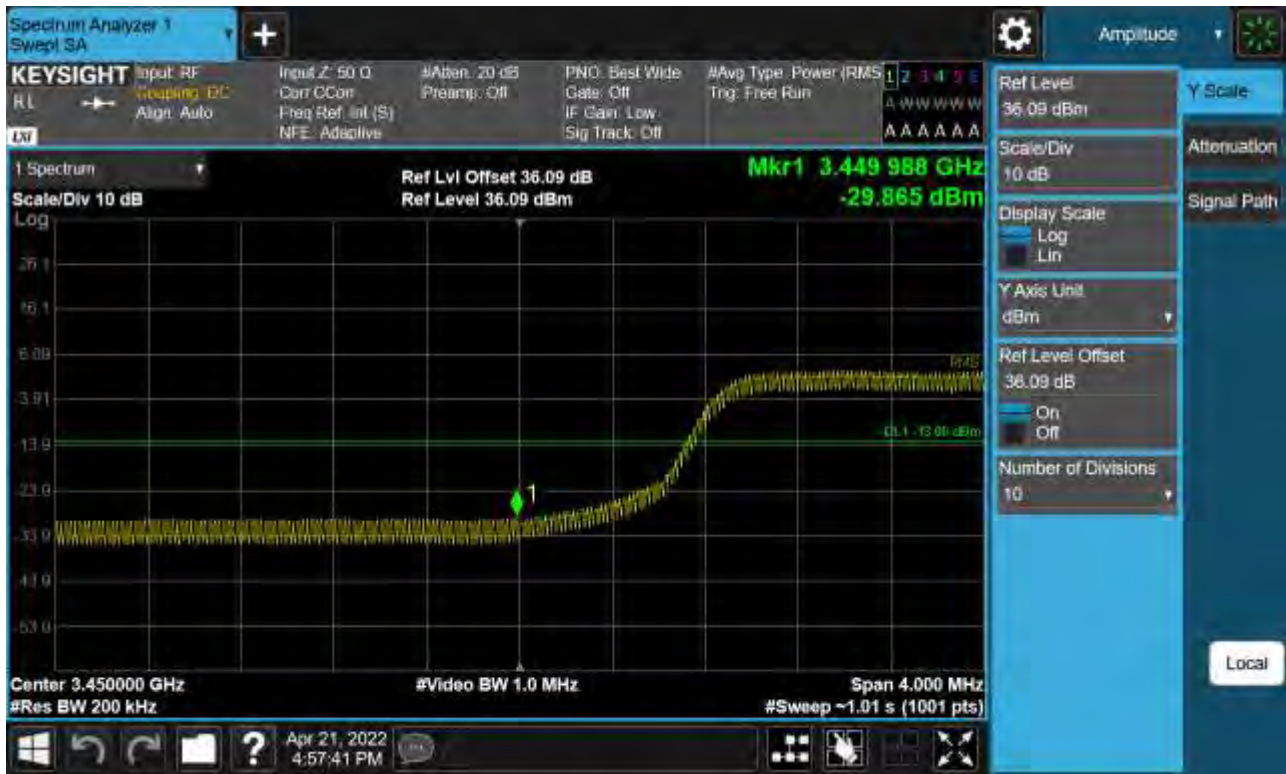 Spectrum Analyzer 1
Swept SA
+
Amplitude
KEYSIGHT
RL
LXI
Input: RF
Coupling: DC
Align: Auto
Input Z: 50 Ω
Corr CCorr
Freq Ref: Int (S)
NFE: Adaptive
#Atten: 20 dB
Preamp: Off
PNO: Best Wide
Gate: Off
IF Gain: Low
Sig Track: Off
#Avg Type: Power (RMS
Trig: Free Run
1 2 3 4 5 6
A W W W W W
A A A A A A
1 Spectrum
Scale/Div 10 dB
Log
Ref Lvl Offset 36.09 dB
Ref Level 36.09 dBm
Mkr1 3.449 988 GHz
-29.865 dBm
26.1
16.1
6.09
-3.91
-13.9
-23.9
-33.9
-43.9
-53.9
RMS
1
Center 3.450000 GHz
#Res BW 200 kHz
#Video BW 1.0 MHz
Span 4.000 MHz
#Sweep ~1.01 s (1001 pts)
?
Apr 21, 2022
4:57:41 PM
Ref Level
36.09 dBm
Scale/Div
10 dB
Display Scale
Log
Lin
Y Axis Unit
dBm
Ref Level Offset
36.09 dB
On
Off
Number of Divisions
10
Y Scale
Attenuation
Signal Path
Local